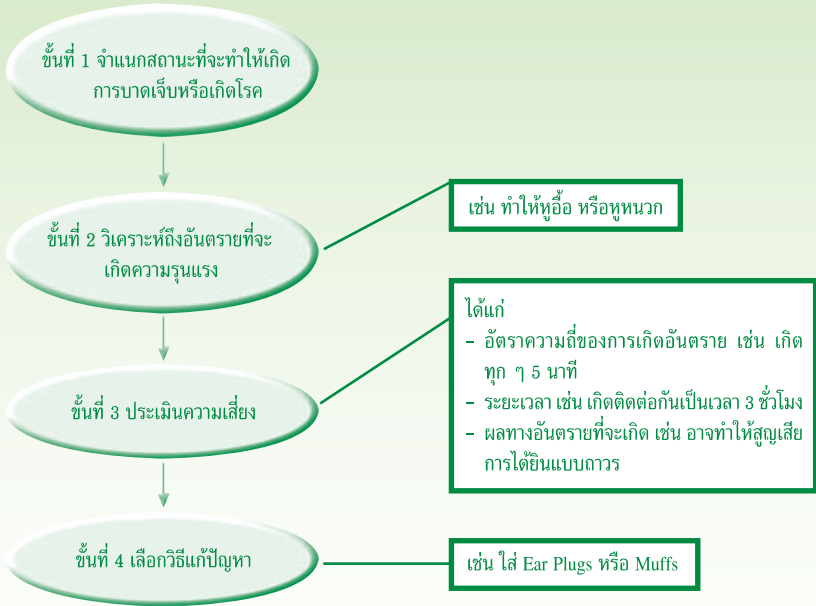 ขั้นที่ 1 จำแนกสถานะที่จะทำให้เกิด
การบาดเจ็บหรือเกิตโรค
ขั้นที่ 2 วิเคราะห์ถึงอันตรายที่จะ
เกิดความรุนแรง
เช่น ทำให้หูอื้อ หรือหูหนวก
ขั้นที่ 3 ประเมินความเสี่ยง
ได้แก่
- อัตราความถี่ของการเกิดอันตราย เช่น เกิด
ทุก ๆ 5 นาที
- ระยะเวลา เช่น เกิดติดต่อกันเป็นเวลา 3 ชั่วโมง
- ผลทางอันตรายที่จะเกิด เช่น อาจทำให้สูญเสีย
การได้ยินแบบถาวร
ขั้นที่ 4 เลือกวิธีแก้ปัญหา
เช่น ใส่ Ear Plugs หรือ Muffs